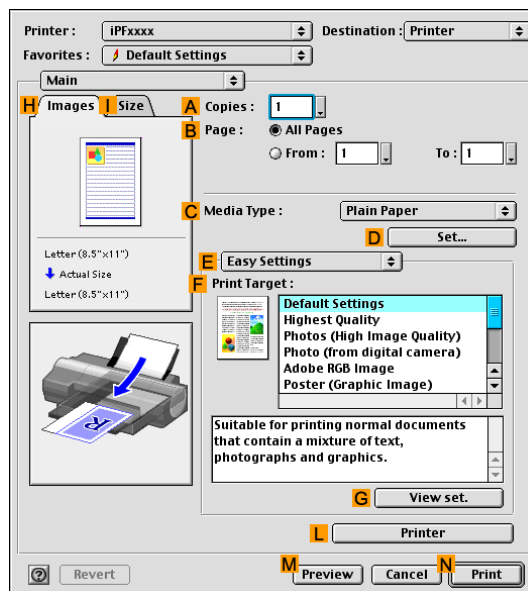 Printer : iPFxxxx Destination : Printer
Favorites : Default Settings
Main
H Images I Size
A Copies : 1
B Page : All Pages
From : 1 To : 1
C Media Type : Plain Paper
D Set...
Letter (8.5"x11")
Actual Size
Letter (8.5"x11")
E Easy Settings
F Print Target :
Default Settings
Highest Quality
Photos (High Image Quality)
Photo (from digital camera)
Adobe RGB Image
Poster (Graphic Image)
R
Suitable for printing normal documents
that contain a mixture of text,
photographs and graphics.
G View set.
L Printer
? Revert M Preview Cancel N Print